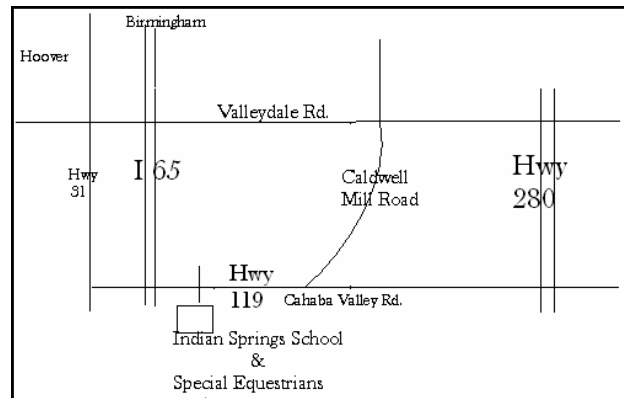 Birmingham
Hoover
Valleydale Rd.
Hwy
31
I 65
Caldwell
Mill Road
Hwy
280
Hwy
119
Cahaba Valley Rd.
Indian Springs School
&
Special Equestrians